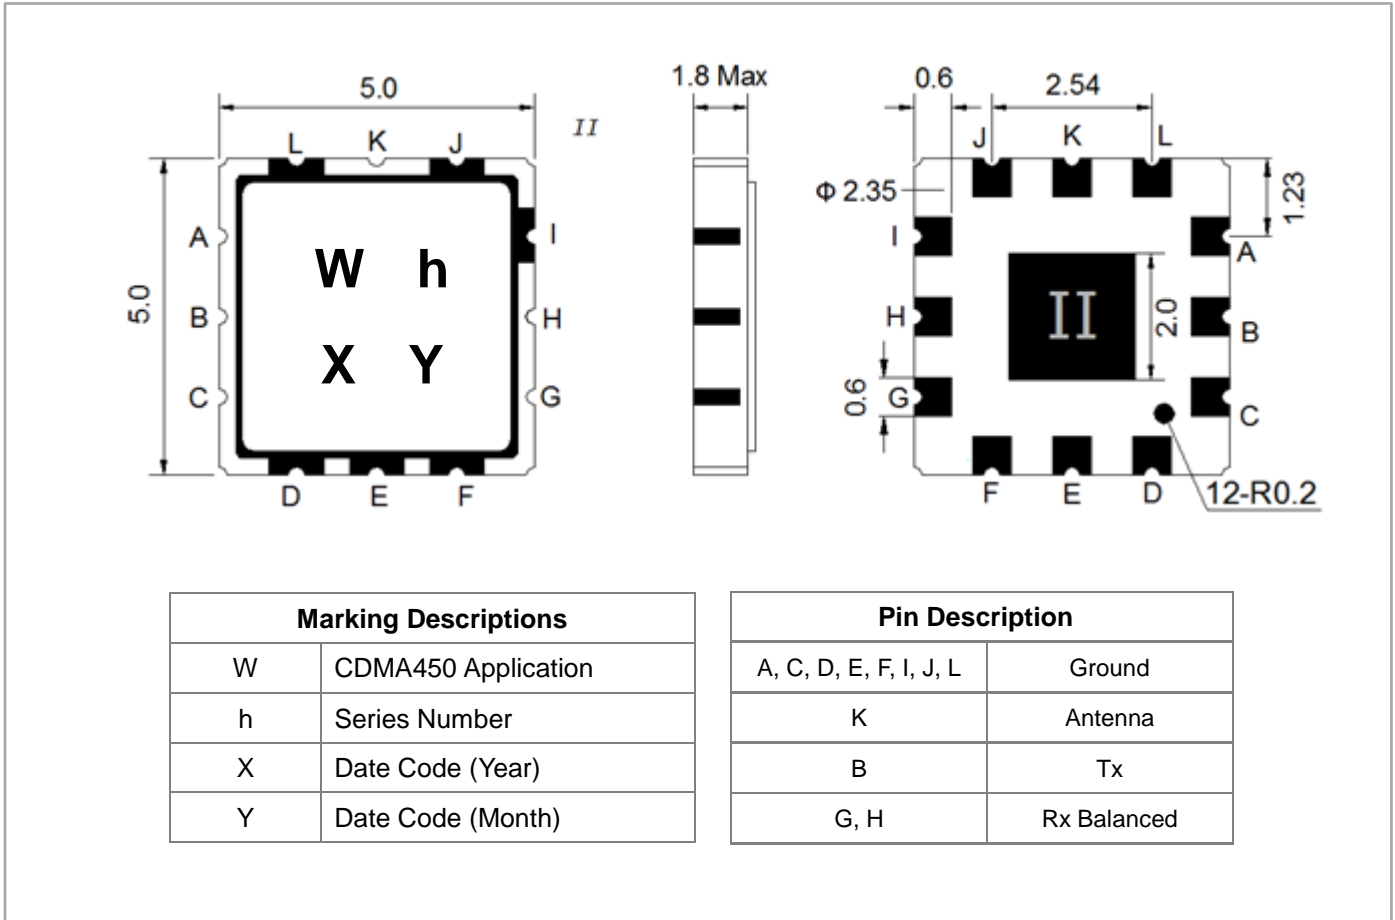 5.0
1.8 Max
0.6
2.54
II
L K J
J K L
Φ 2.35
1.23
A
I
I
A
W h
5.0
B
H
H
II
2.0
B
X Y
C
G
0.6
G
C
D E F
F E D
12-R0.2
Marking Descriptions
W CDMA450 Application
h Series Number
X Date Code (Year)
Y Date Code (Month)
Pin Description
A, C, D, E, F, I, J, L Ground
K Antenna
B Tx
G, H Rx Balanced